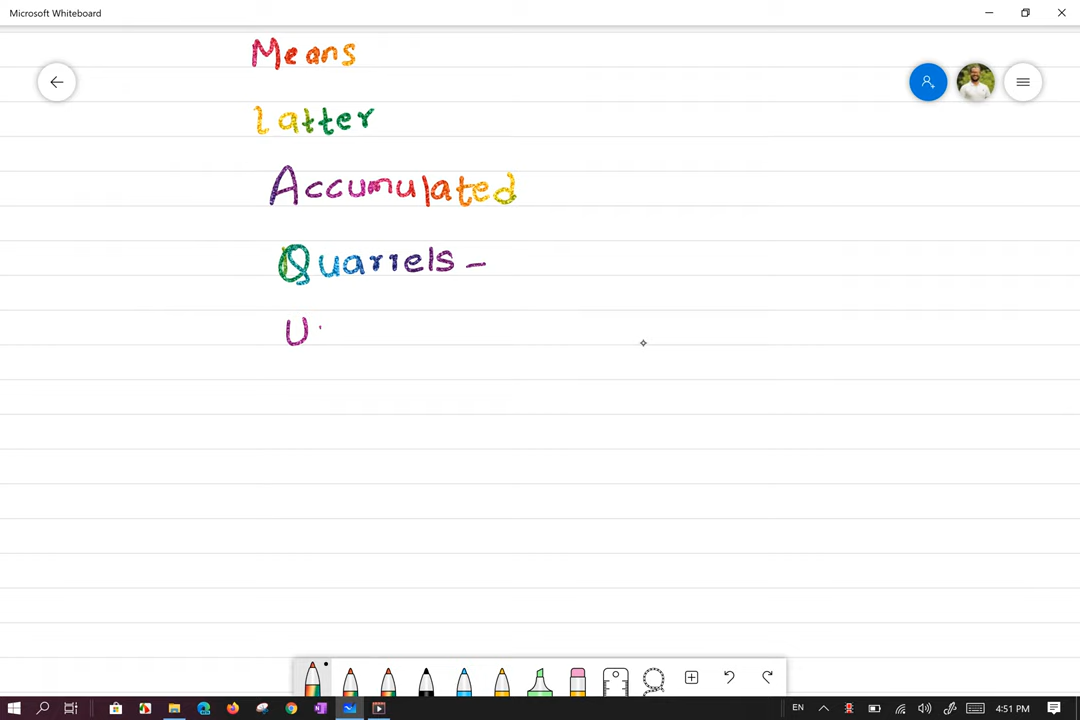 Microsoft Whiteboard
Means
Latter
Accumulated
Quarrels -
U
EN
4:51 PM